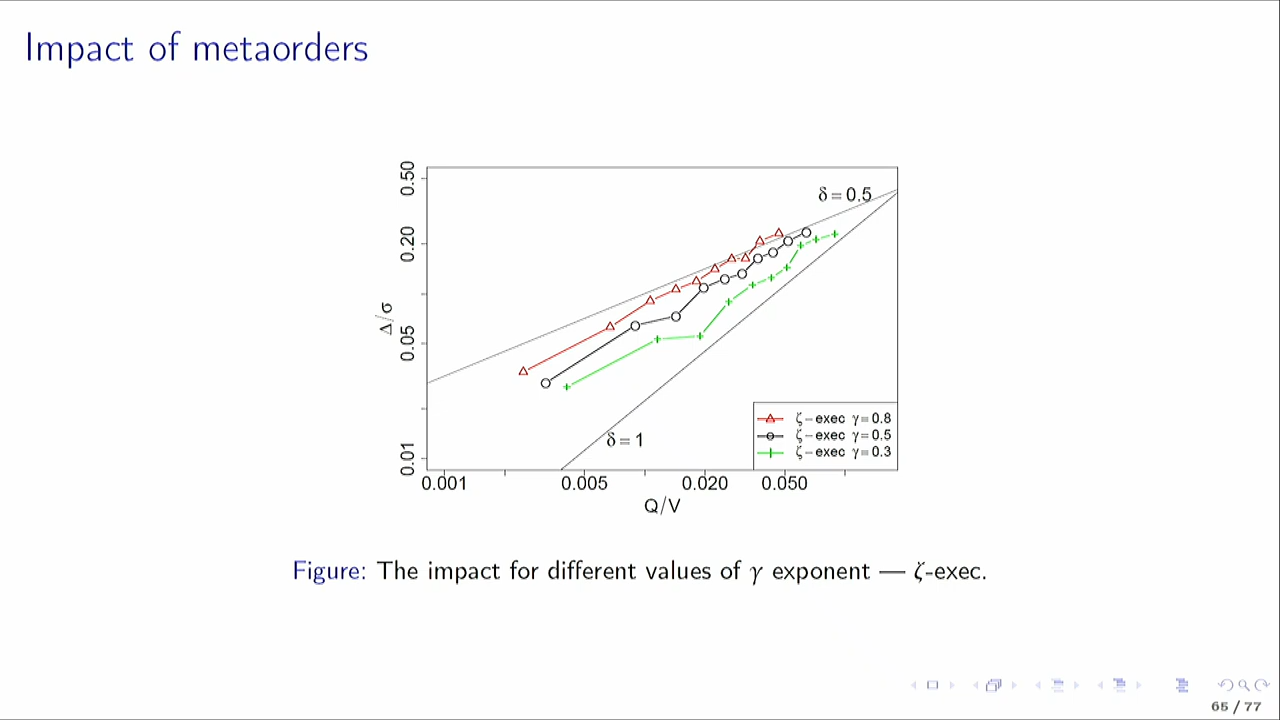 Impact of metaorders
0.50
0.20
0.05
0.01
Δ/σ
δ = 0.5
δ = 1
ζ − exec γ = 0.8
ζ − exec γ = 0.5
ζ − exec γ = 0.3
0.001 0.005 0.020 0.050
Q/V
Figure: The impact for different values of γ exponent — ζ-exec.
65 / 77